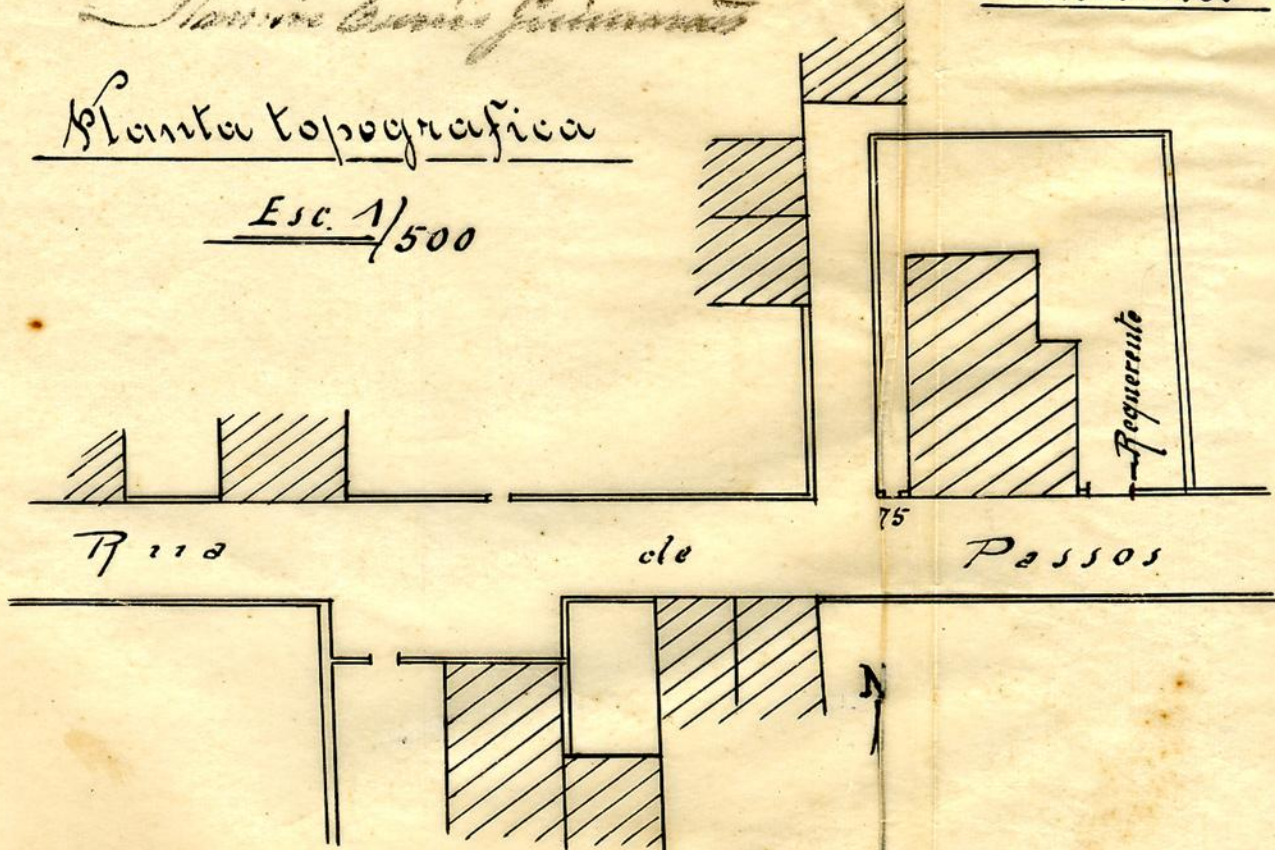 Planta topografica
Esc. 1/500
Requerente
75
Rua de Passos
N